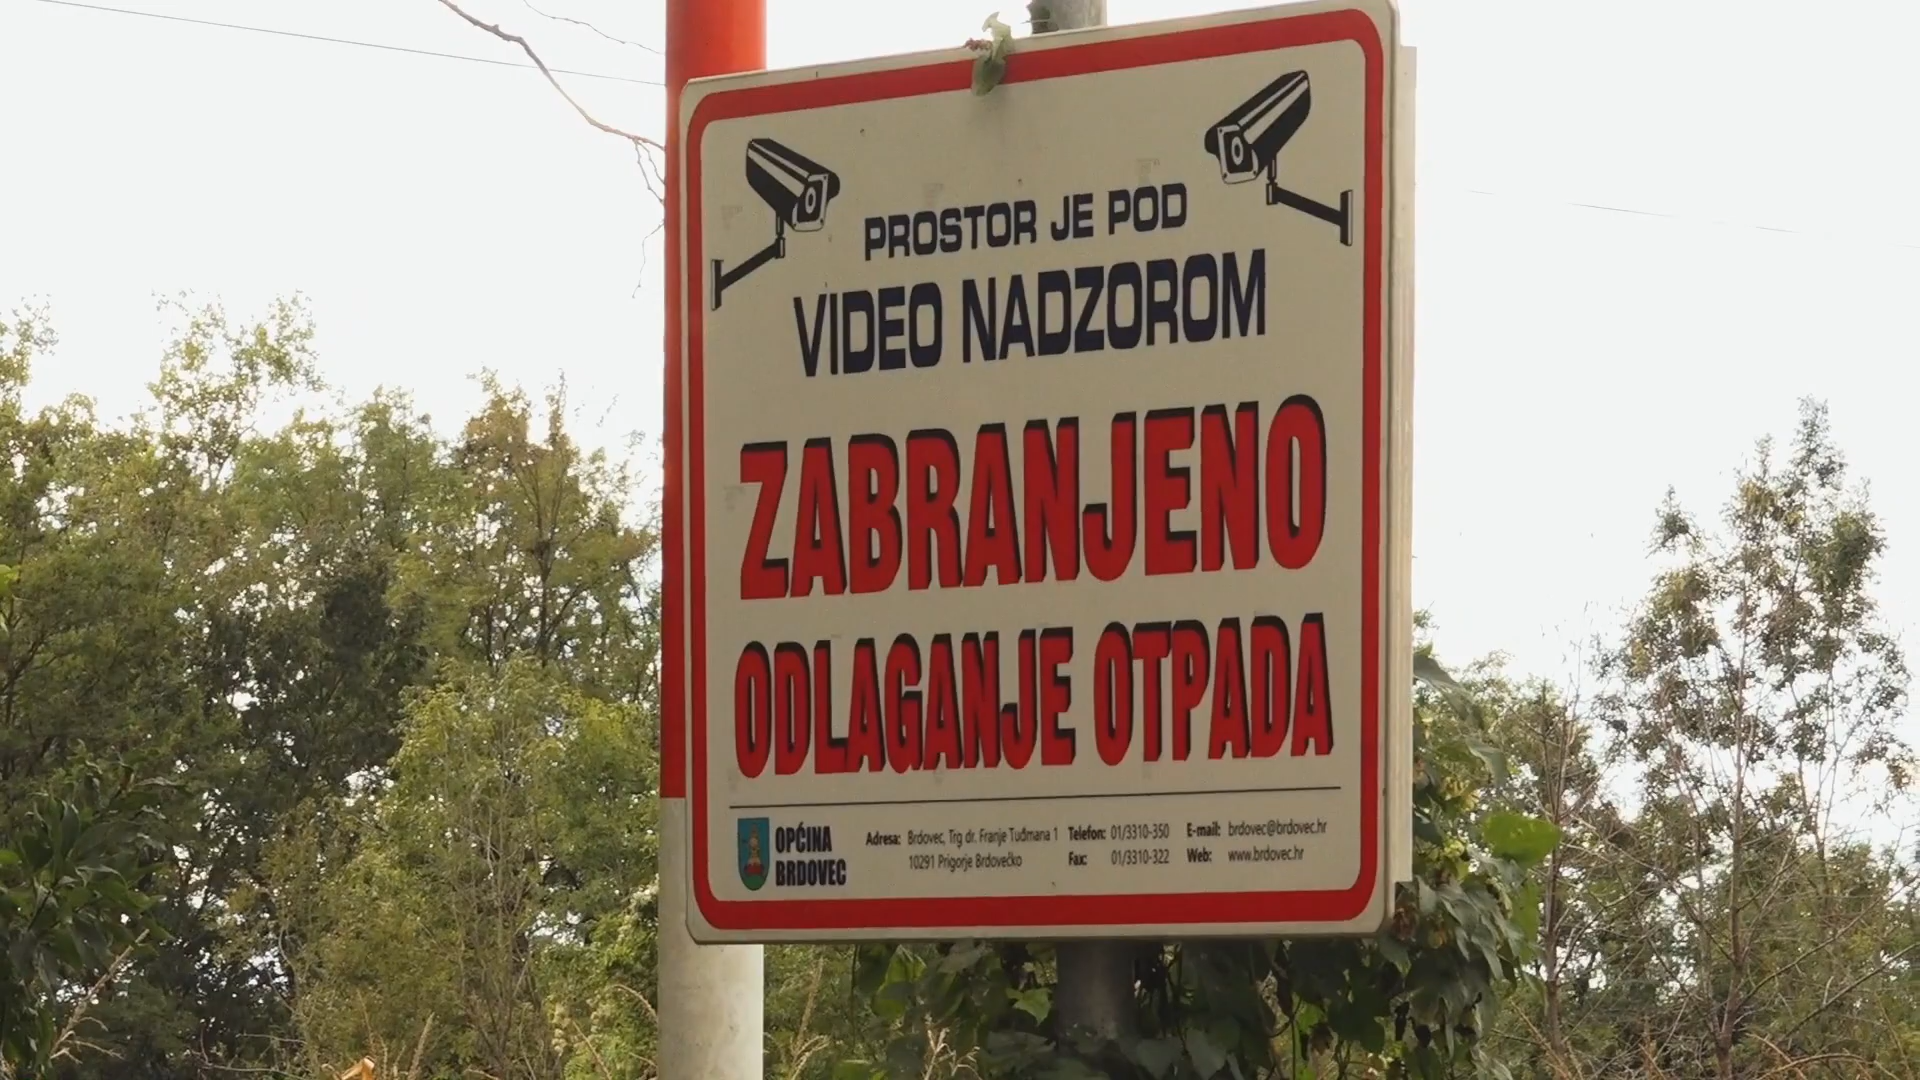 PROSTOR JE POD
VIDEO NADZOROM
ZABRANJENO
ODLAGANJE OTPADA
OPĆINA
BRDOVEC
Adresa: Brdovec, Trg dr. Franje Tuđmana 1
10291 Prigorje Brdovečko
Telefon: 01/3310-350
Fax: 01/3310-322
E-mail: brdovec@brdovec.hr
Web: www.brdovec.hr